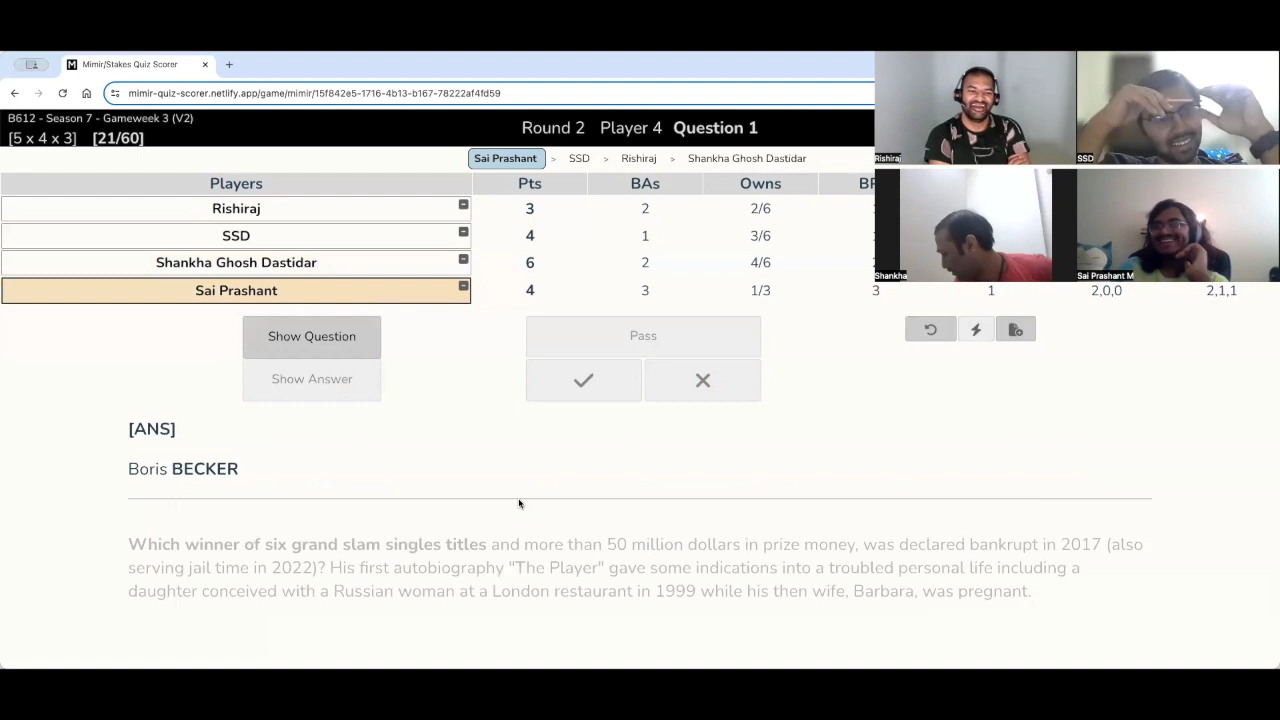 Mimir/Stakes Quiz Scorer
mimir-quiz-scorer.netlify.app/game/mimir/15f842e5-1716-4b13-b167-78222af4fd59
B612 - Season 7 - Gameweek 3 (V2)
[5 x 4 x 3] [21/60]
Round 2 Player 4 Question 1
Sai Prashant > SSD > Rishiraj > Shankha Ghosh Dastidar
Players Pts BAs Owns
Rishiraj 3 2 2/6
SSD 4 1 3/6
Shankha Ghosh Dastidar 6 2 4/6
Sai Prashant 4 3 1/3 3 1 2,0,0 2,1,1
Rishiraj
SSD
Shankha
Sai Prashant M
Show Question
Pass
Show Answer
[ANS]
Boris BECKER
Which winner of six grand slam singles titles and more than 50 million dollars in prize money, was declared bankrupt in 2017 (also
serving jail time in 2022)? His first autobiography "The Player" gave some indications into a troubled personal life including a
daughter conceived with a Russian woman at a London restaurant in 1999 while his then wife, Barbara, was pregnant.